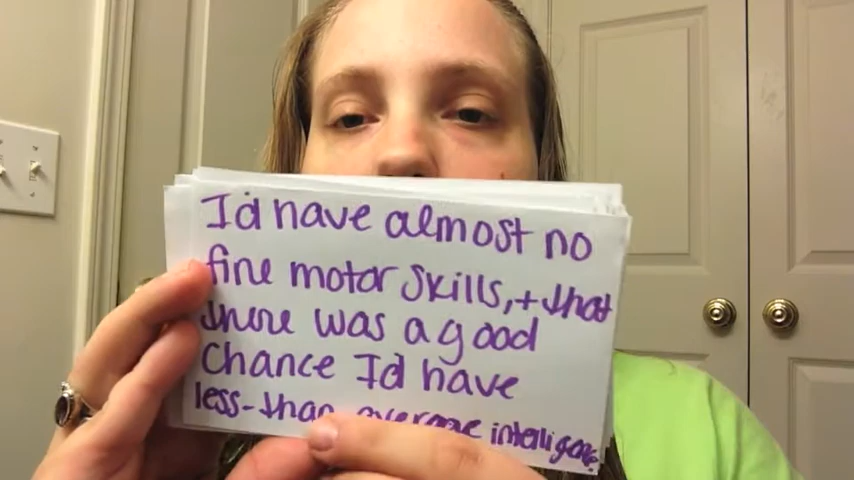 I'd have almost no
fine motor skills, + that
there was a good
chance I'd have
less-than average intelligence.